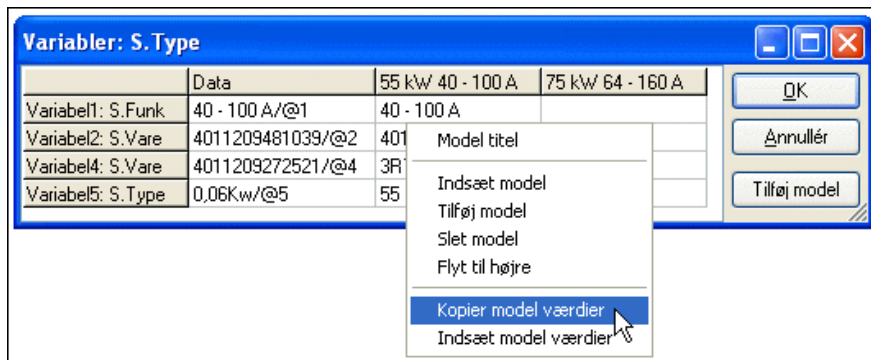 Variabler: S.Type
Data 55 kW 40 - 100 A 75 kW 64 - 160 A
Variabel1: S.Funk 40 - 100 A/@1 40 - 100 A
Variabel2: S.Vare 4011209481039/@2
Variabel4: S.Vare 4011209272521/@4
Variabel5: S.Type 0,06Kw/@5 55
OK
Annullér
Tilføj model
Model titel
Indsæt model
Tilføj model
Slet model
Flyt til højre
Kopier model værdier
Indsæt model værdier